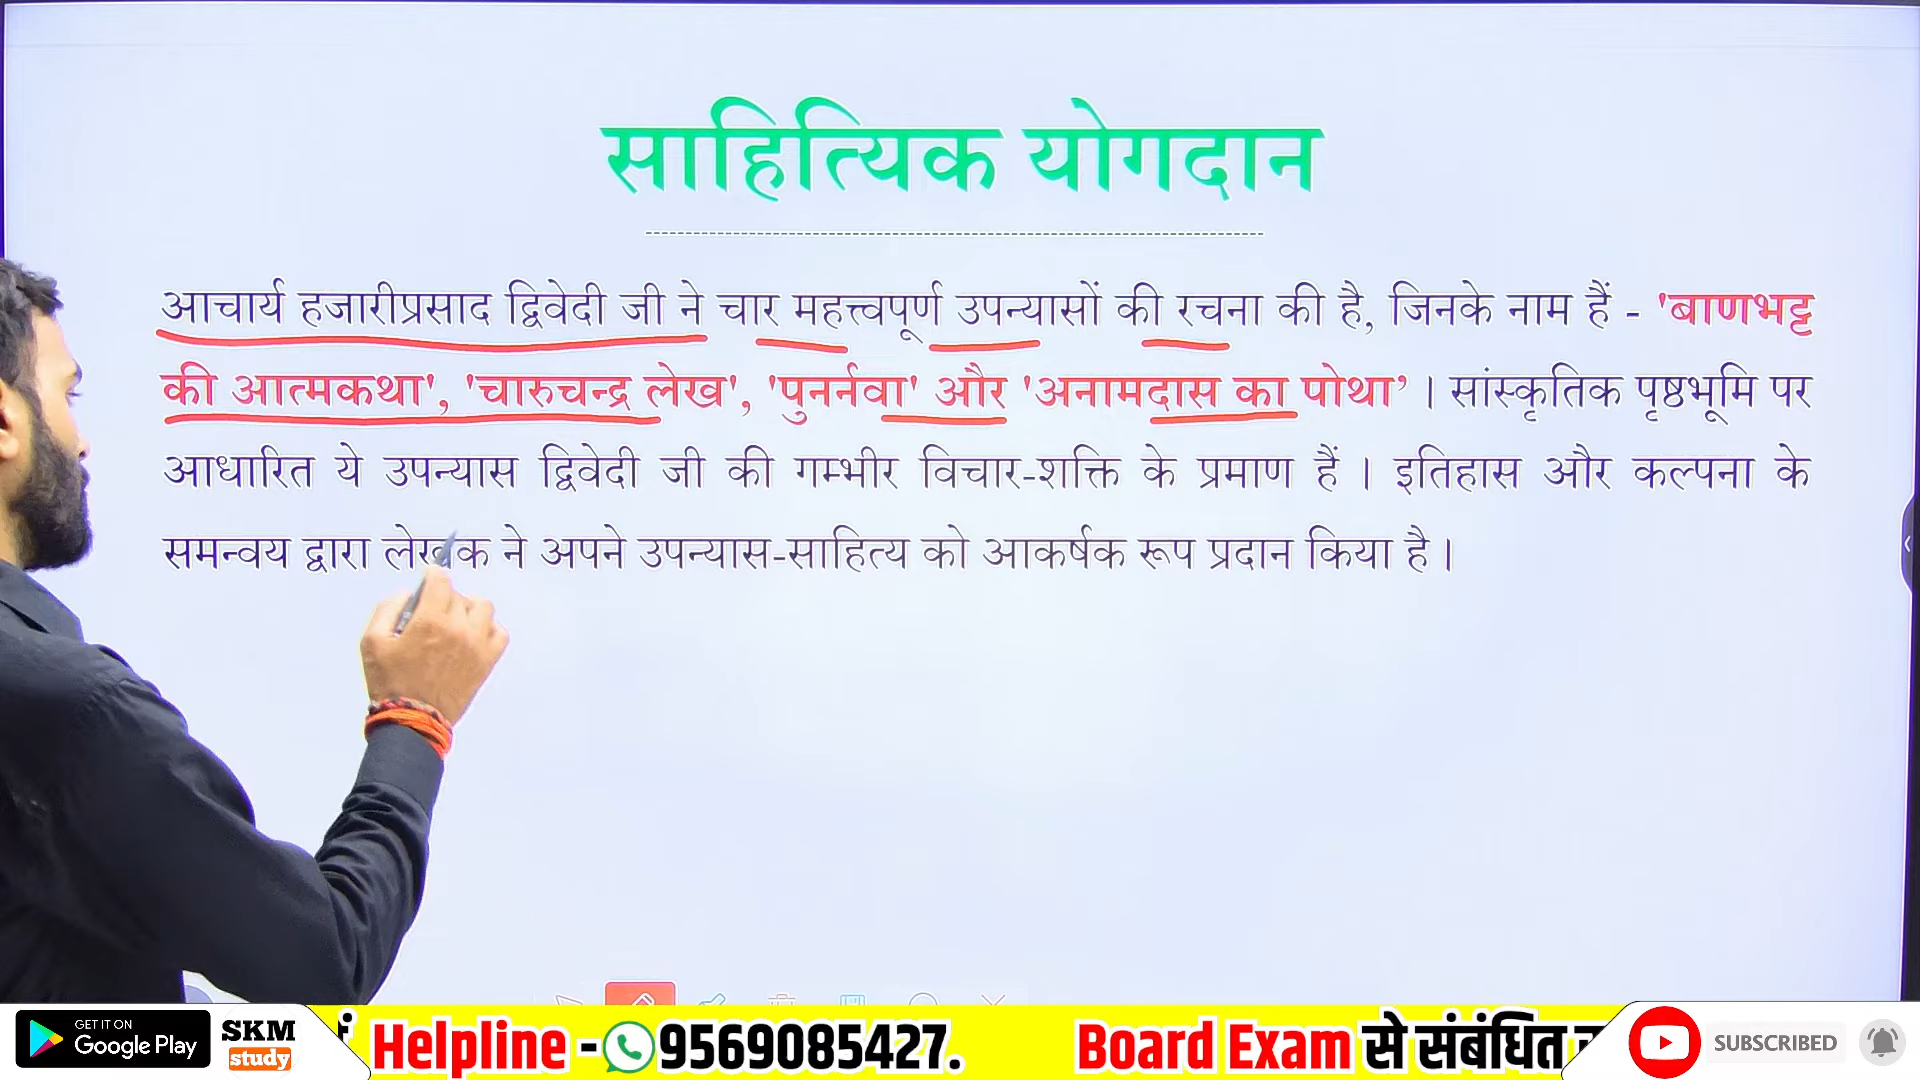 साहित्यिक योगदान
आचार्य हजारीप्रसाद द्विवेदी जी ने चार महत्त्वपूर्ण उपन्यासों की रचना की है, जिनके नाम हैं - 'बाणभट्ट
की आत्मकथा', 'चारुचन्द्र लेख', 'पुनर्नवा' और 'अनामदास का पोथा’ । सांस्कृतिक पृष्ठभूमि पर
आधारित ये उपन्यास द्विवेदी जी की गम्भीर विचार-शक्ति के प्रमाण हैं । इतिहास और कल्पना के
समन्वय द्वारा लेखक ने अपने उपन्यास-साहित्य को आकर्षक रूप प्रदान किया है ।
GET IT ON
Google Play
SKM
study
Helpline - 9569085427. Board Exam से संबंधित
SUBSCRIBED